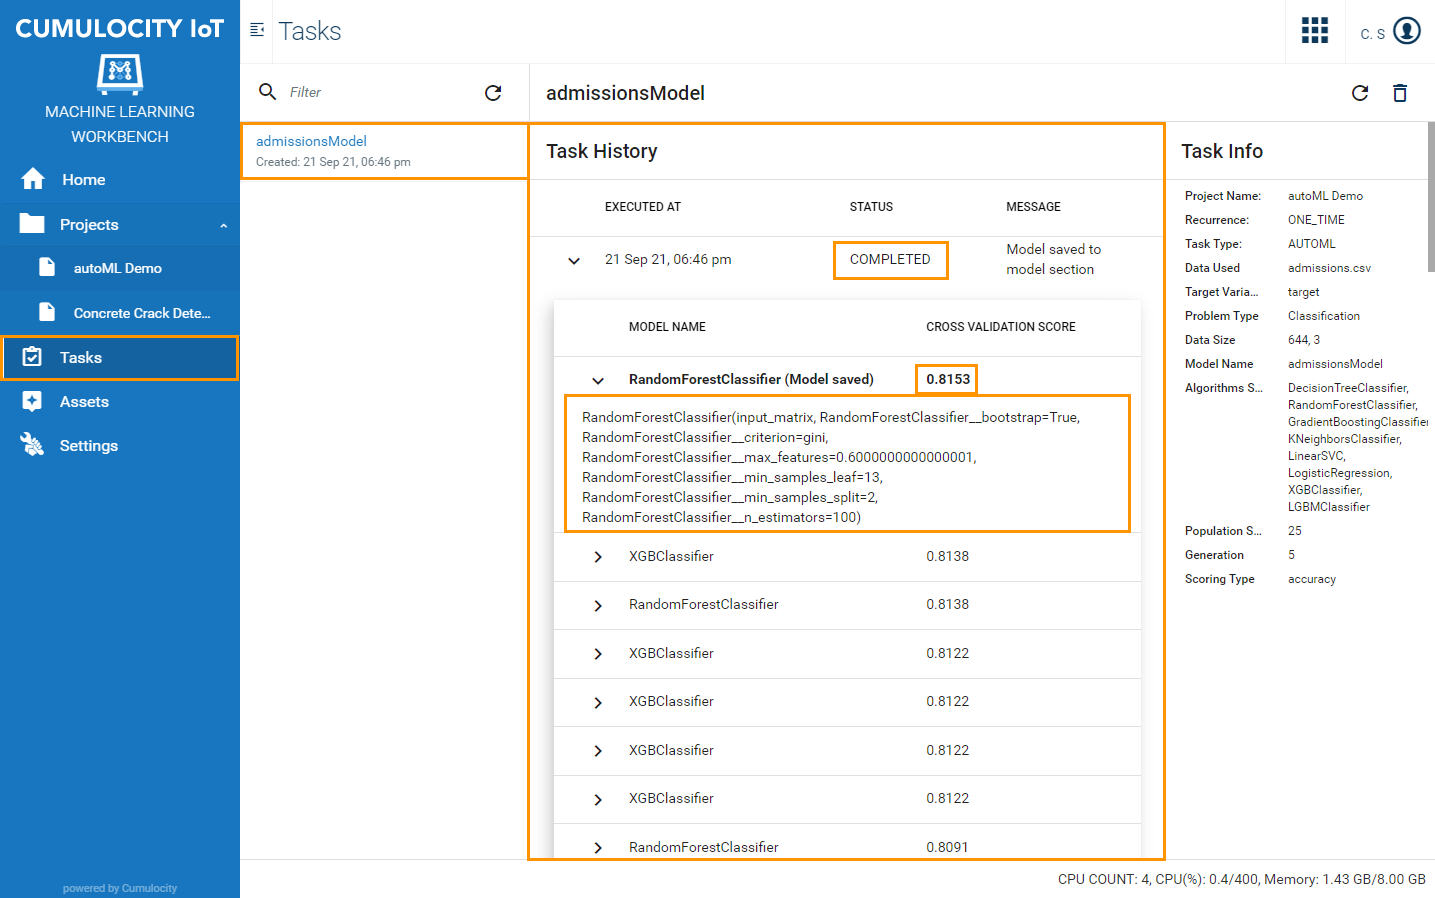 CUMULOCITY IoT
MACHINE LEARNING
WORKBENCH
Home
Projects
autoML Demo
Concrete Crack Dete...
Tasks
Assets
Settings
powered by Cumulocity
Tasks
C. S
Filter
admissionsModel
admissionsModel
Created: 21 Sep 21, 06:46 pm
Task History
EXECUTED AT STATUS MESSAGE
21 Sep 21, 06:46 pm COMPLETED Model saved to
model section
MODEL NAME CROSS VALIDATION SCORE
RandomForestClassifier (Model saved) 0.8153
RandomForestClassifier(input_matrix, RandomForestClassifier__bootstrap=True,
RandomForestClassifier__criterion=gini,
RandomForestClassifier__max_features=0.6000000000000001,
RandomForestClassifier__min_samples_leaf=13,
RandomForestClassifier__min_samples_split=2,
RandomForestClassifier__n_estimators=100)
XGBClassifier 0.8138
RandomForestClassifier 0.8138
XGBClassifier 0.8122
XGBClassifier 0.8122
XGBClassifier 0.8122
XGBClassifier 0.8122
RandomForestClassifier 0.8091
Task Info
Project Name: autoML Demo
Recurrence: ONE_TIME
Task Type: AUTOML
Data Used admissions.csv
Target Varia... target
Problem Type Classification
Data Size 644, 3
Model Name admissionsModel
Algorithms S... DecisionTreeClassifier,
RandomForestClassifier,
GradientBoostingClassifier
KNeighborsClassifier,
LinearSVC,
LogisticRegression,
XGBClassifier,
LGBMClassifier
Population S... 25
Generation 5
Scoring Type accuracy
CPU COUNT: 4, CPU(%): 0.4/400, Memory: 1.43 GB/8.00 GB